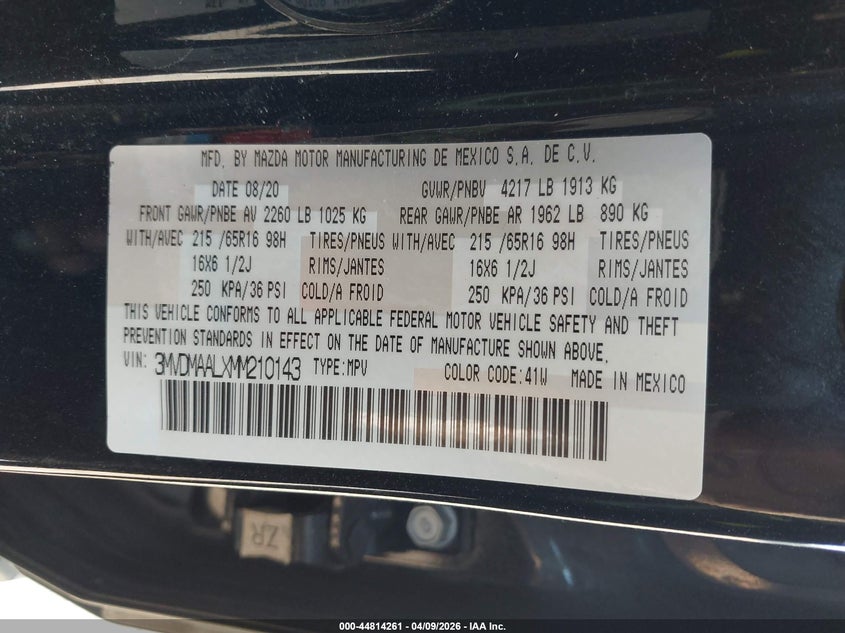 MFD. BY MAZDA MOTOR MANUFACTURING DE MEXICO S.A. DE C.V.
DATE 08/20 GVWR/PNBV 4217 LB 1913 KG
FRONT GAWR/PNBE AV 2260 LB 1025 KG REAR GAWR/PNBE AR 1962 LB 890 KG
WITH/AVEC 215 /65R16 98H TIRES/PNEUS WITH/AVEC 215 /65R16 98H TIRES/PNEUS
16X6 1/2J RIMS/JANTES 16X6 1/2J RIMS/JANTES
250 KPA/36 PSI COLD/A FROID 250 KPA/36 PSI COLD/A FROID
THIS VEHICLE CONFORMS TO ALL APPLICABLE FEDERAL MOTOR VEHICLE SAFETY AND THEFT
PREVENTION STANDARDS IN EFFECT ON THE DATE OF MANUFACTURE SHOWN ABOVE.
VIN: 3MVDMAALXMM210143 TYPE:MPV COLOR CODE:41W MADE IN MEXICO
ZR
000-44814261 - 04/09/2026 - IAA Inc.